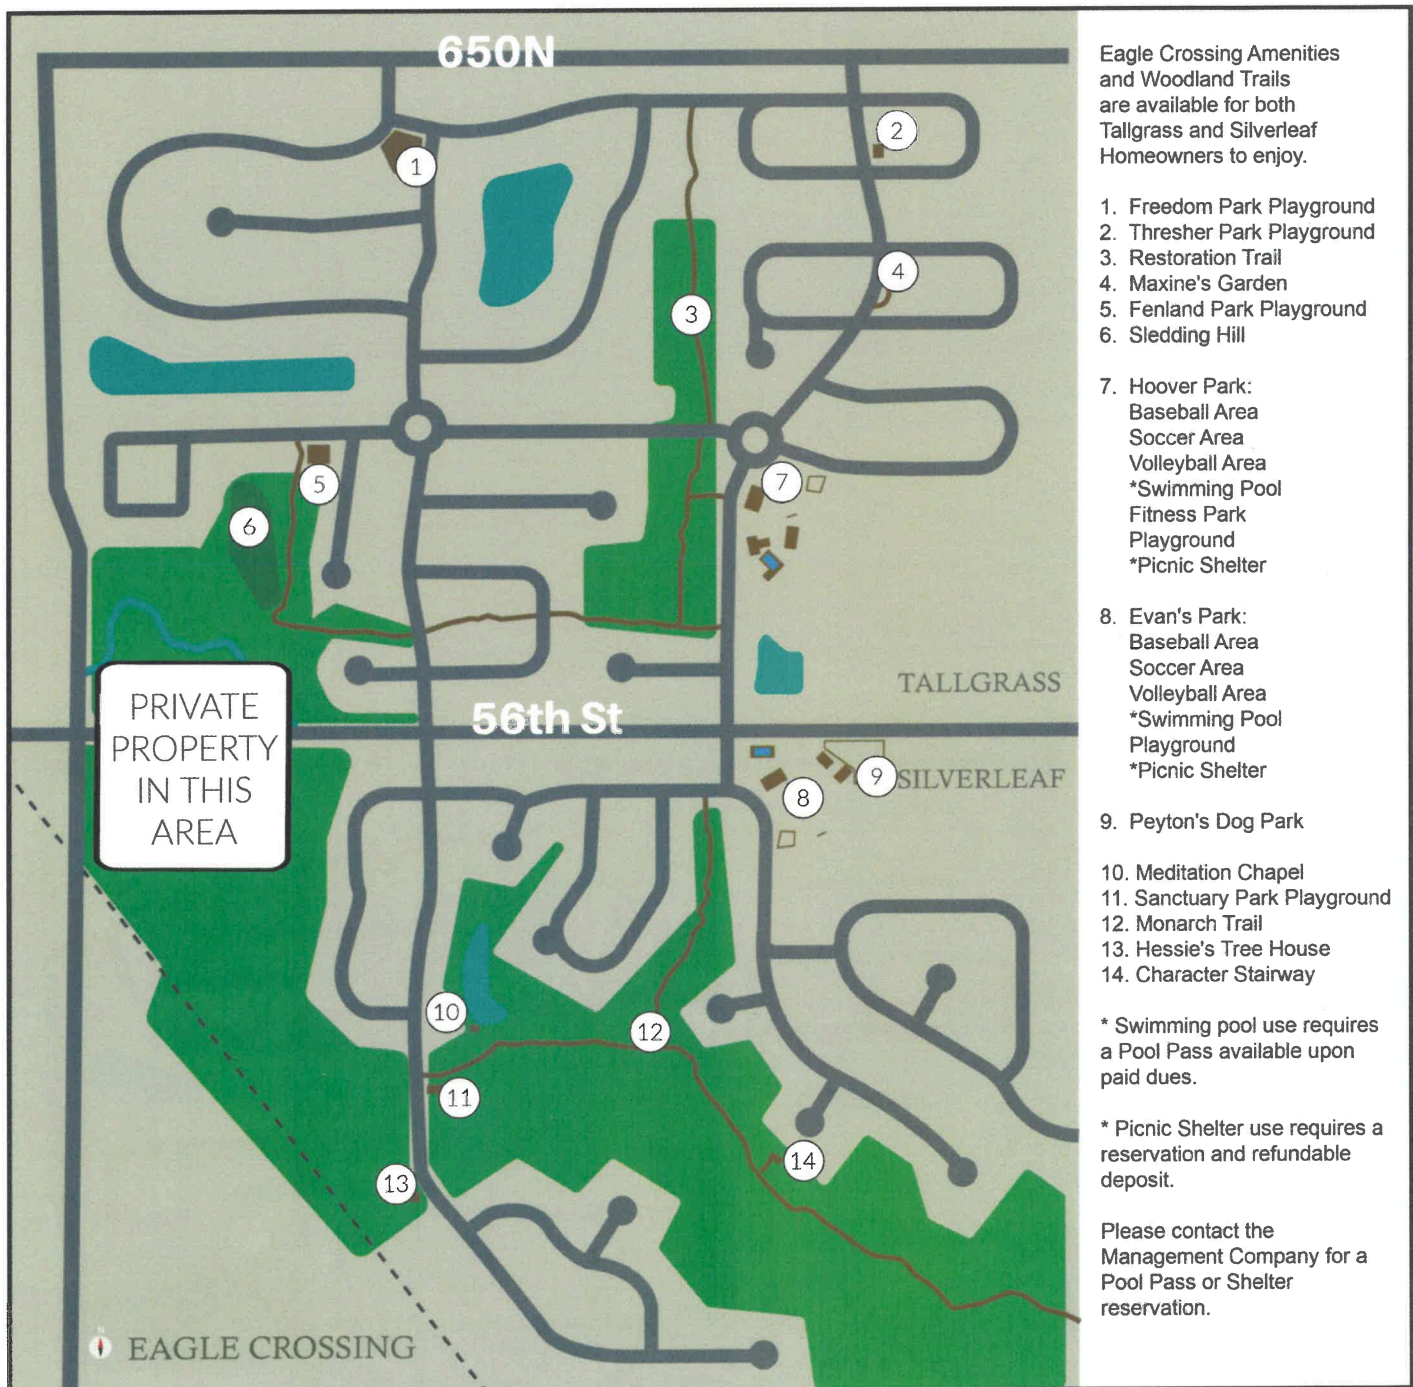 650N
1
2
3
4
5
6
7
PRIVATE
PROPERTY
IN THIS
AREA
TALLGRASS
56th St
SILVERLEAF
8
9
10
11
12
13
14
N
EAGLE CROSSING
Eagle Crossing Amenities
and Woodland Trails
are available for both
Tallgrass and Silverleaf
Homeowners to enjoy.
1. Freedom Park Playground
2. Thresher Park Playground
3. Restoration Trail
4. Maxine's Garden
5. Fenland Park Playground
6. Sledding Hill
7. Hoover Park:
Baseball Area
Soccer Area
Volleyball Area
*Swimming Pool
Fitness Park
Playground
*Picnic Shelter
8. Evan's Park:
Baseball Area
Soccer Area
Volleyball Area
*Swimming Pool
Playground
*Picnic Shelter
9. Peyton's Dog Park
10. Meditation Chapel
11. Sanctuary Park Playground
12. Monarch Trail
13. Hessie's Tree House
14. Character Stairway
* Swimming pool use requires
a Pool Pass available upon
paid dues.
* Picnic Shelter use requires a
reservation and refundable
deposit.
Please contact the
Management Company for a
Pool Pass or Shelter
reservation.